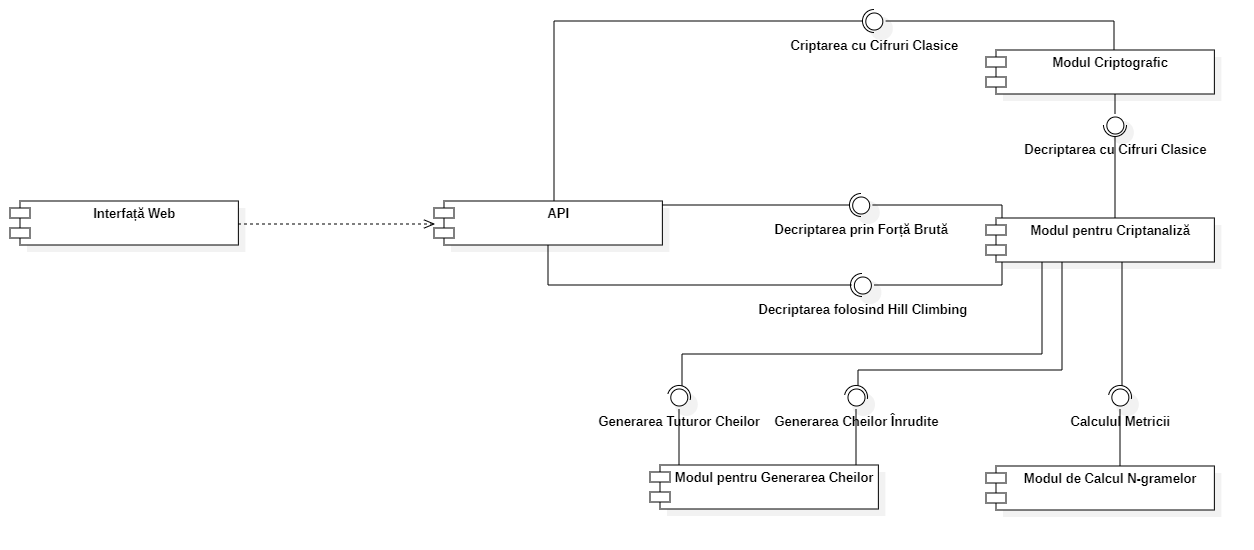 Criptarea cu Cifruri Clasice
Modul Criptografic
Decriptarea cu Cifruri Clasice
Interfață Web
API
Decriptarea prin Forță Brută
Modul pentru Criptanaliză
Decriptarea folosind Hill Climbing
Generarea Tuturor Cheilor
Generarea Cheilor Înrudite
Calculul Metricii
Modul pentru Generarea Cheilor
Modul de Calcul N-gramelor